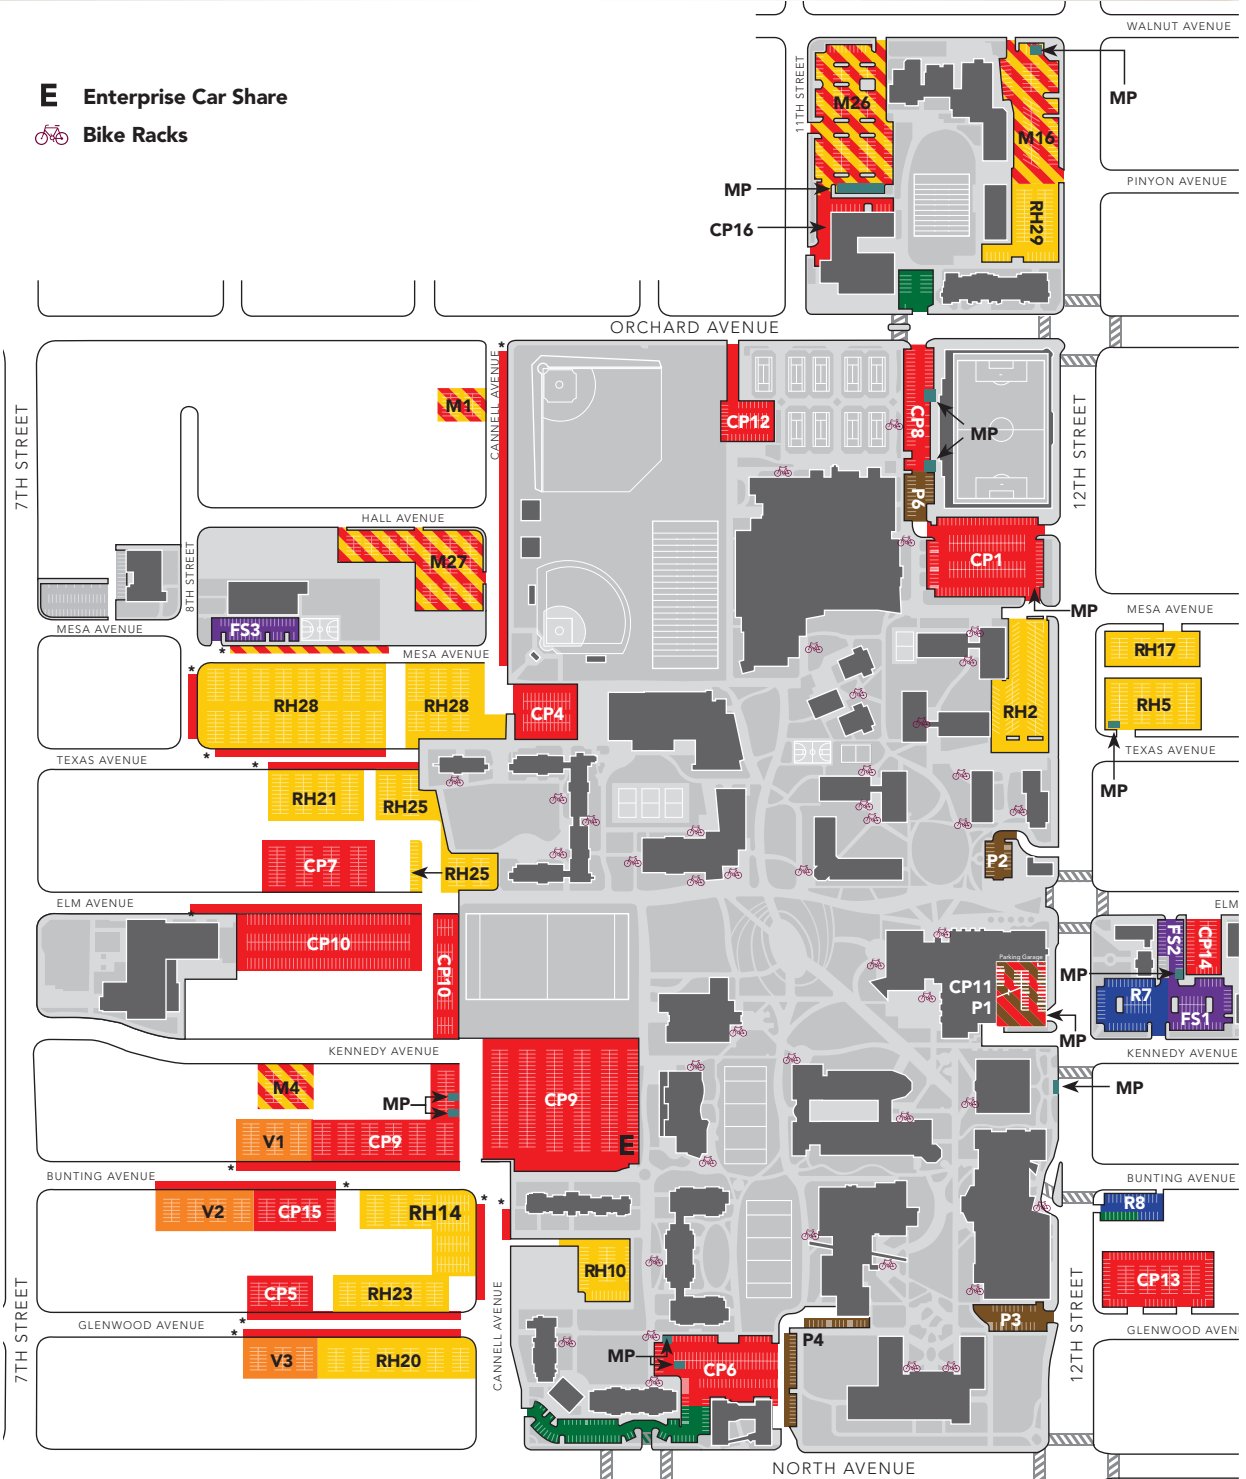 WALNUT AVENUE
E Enterprise Car Share
Bike Racks
11TH STREET
M26
MP
M16
MP
PINYON AVENUE
CP16
RH29
ORCHARD AVENUE
*
CANNELL AVENUE
M1
7TH STREET
CP12
CP8
MP
12TH STREET
P6
HALL AVENUE
M27
8TH STREET
CP1
MP
MESA AVENUE
FS3
MESA AVENUE
*
MESA AVENUE
RH17
*
RH28
RH28
CP4
RH2
RH5
*
TEXAS AVENUE
*
TEXAS AVENUE
MP
RH21
RH25
CP7
RH25
P2
ELM AVENUE
*
ELM
CP10
CP10
FS2
CP14
Parking Garage
CP11
P1
MP
R7
FS1
MP
KENNEDY AVENUE
KENNEDY AVENUE
M4
MP
CP9
MP
V1
CP9
E
*
BUNTING AVENUE
*
BUNTING AVENUE
V2
CP15
RH14
*
*
R8
RH10
CP5
RH23
CP13
7TH STREET
CANNELL AVENUE
12TH STREET
GLENWOOD AVENUE
*
*
P3
GLENWOOD AVENU
V3
RH20
MP
CP6
P4
NORTH AVENUE